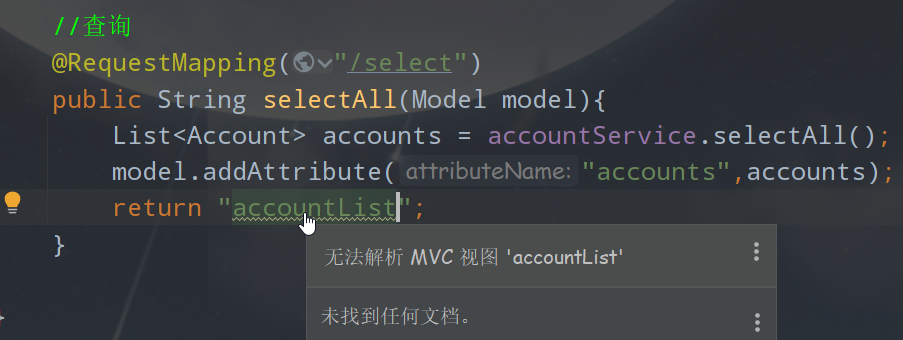 //查询
@RequestMapping("/select")
public String selectAll(Model model){
List<Account> accounts = accountService.selectAll();
model.addAttribute(attributeName:"accounts",accounts);
return "accountList";
}
无法解析 MVC 视图 'accountList'
未找到任何文档。